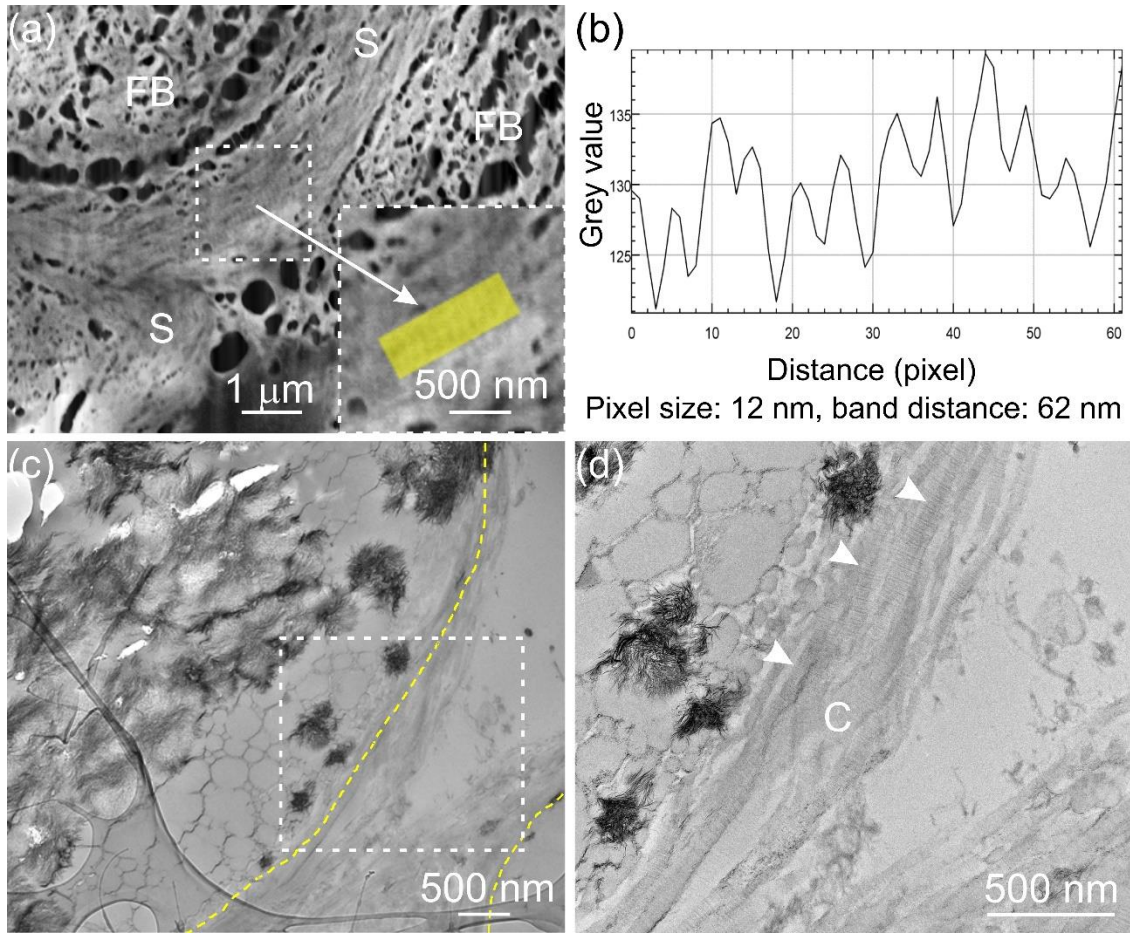 (a)
S
FB
FB
S
1 μm
500 nm
(b)
Grey value
135
130
125
0
10
20
30
40
50
60
Distance (pixel)
Pixel size: 12 nm, band distance: 62 nm
(c)
500 nm
(d)
C
500 nm